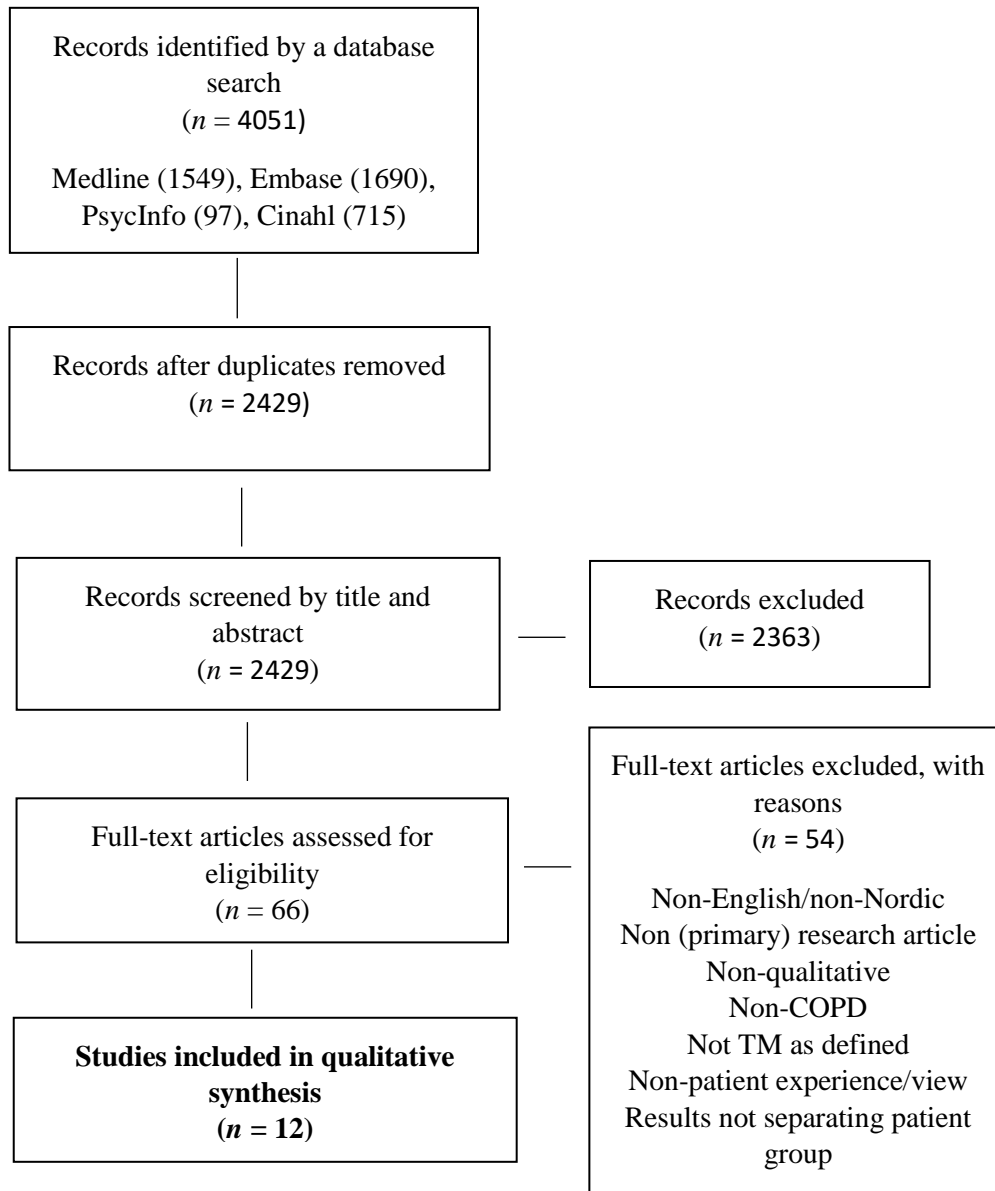 Records identified by a database
search
(n = 4051)
Medline (1549), Embase (1690),
PsycInfo (97), Cinahl (715)
Records after duplicates removed
(n = 2429)
Records screened by title and
abstract
(n = 2429)
Records excluded
(n = 2363)
Full-text articles assessed for
eligibility
(n = 66)
Full-text articles excluded, with
reasons
(n = 54)
Non-English/non-Nordic
Non (primary) research article
Non-qualitative
Non-COPD
Not TM as defined
Non-patient experience/view
Results not separating patient
group
Studies included in qualitative
synthesis
(n = 12)